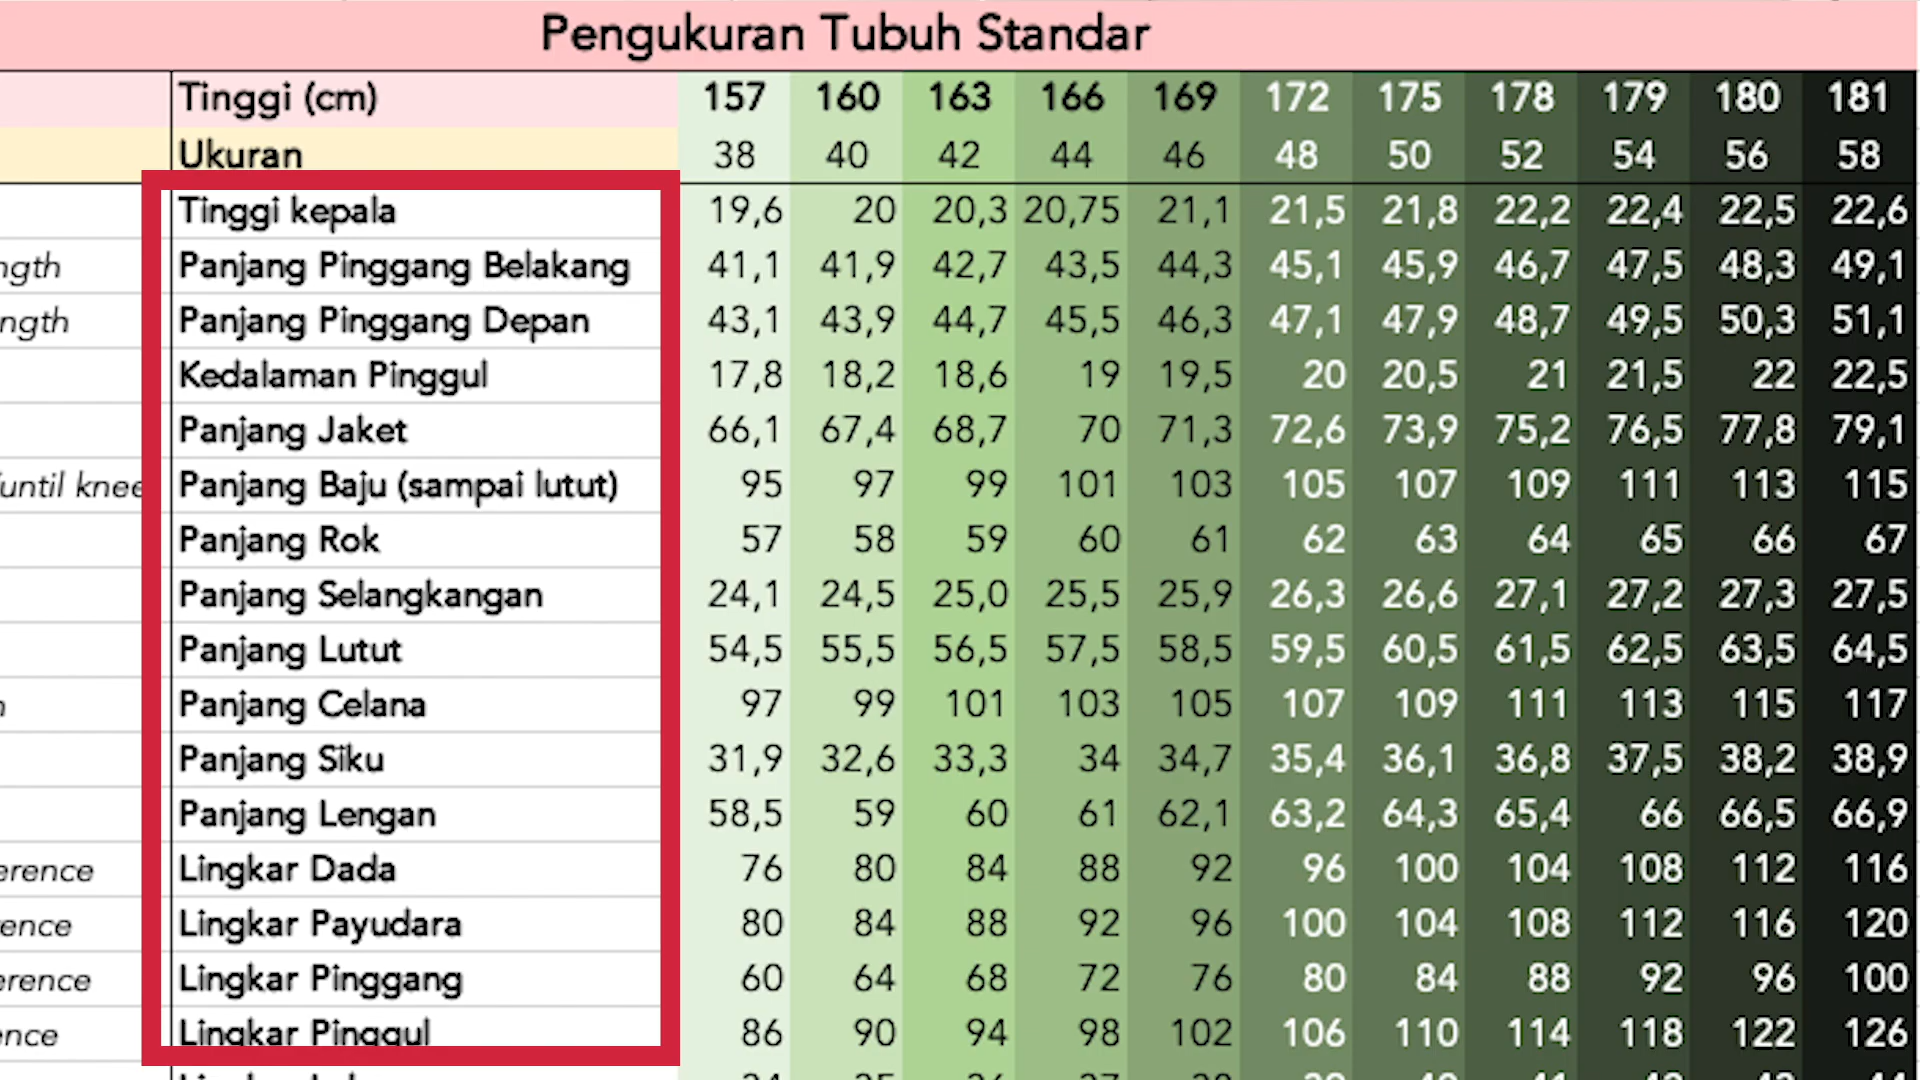 Pengukuran Tubuh Standar
Tinggi (cm) 157 160 163 166 169 172 175 178 179 180 181
Ukuran 38 40 42 44 46 48 50 52 54 56 58
Tinggi kepala 19,6 20 20,3 20,75 21,1 21,5 21,8 22,2 22,4 22,5 22,6
ngth Panjang Pinggang Belakang 41,1 41,9 42,7 43,5 44,3 45,1 45,9 46,7 47,5 48,3 49,1
ngth Panjang Pinggang Depan 43,1 43,9 44,7 45,5 46,3 47,1 47,9 48,7 49,5 50,3 51,1
Kedalaman Pinggul 17,8 18,2 18,6 19 19,5 20 20,5 21 21,5 22 22,5
Panjang Jaket 66,1 67,4 68,7 70 71,3 72,6 73,9 75,2 76,5 77,8 79,1
until knee Panjang Baju (sampai lutut) 95 97 99 101 103 105 107 109 111 113 115
Panjang Rok 57 58 59 60 61 62 63 64 65 66 67
Panjang Selangkangan 24,1 24,5 25,0 25,5 25,9 26,3 26,6 27,1 27,2 27,3 27,5
Panjang Lutut 54,5 55,5 56,5 57,5 58,5 59,5 60,5 61,5 62,5 63,5 64,5
Panjang Celana 97 99 101 103 105 107 109 111 113 115 117
Panjang Siku 31,9 32,6 33,3 34 34,7 35,4 36,1 36,8 37,5 38,2 38,9
Panjang Lengan 58,5 59 60 61 62,1 63,2 64,3 65,4 66 66,5 66,9
erence Lingkar Dada 76 80 84 88 92 96 100 104 108 112 116
ence Lingkar Payudara 80 84 88 92 96 100 104 108 112 116 120
erence Lingkar Pinggang 60 64 68 72 76 80 84 88 92 96 100
ence Lingkar Pinggul 86 90 94 98 102 106 110 114 118 122 126